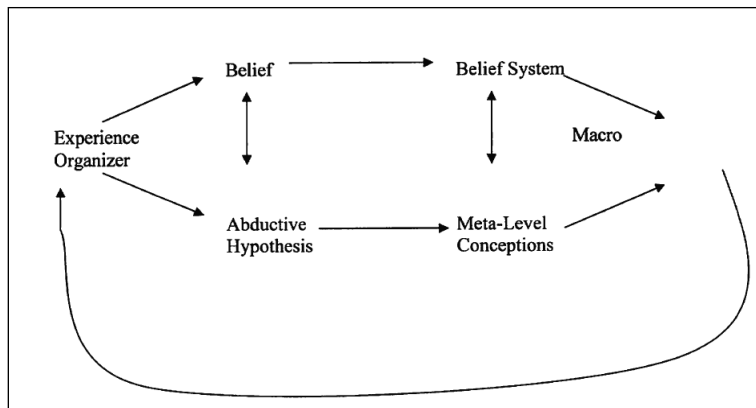 Belief
Belief System
Experience
Organizer
Macro
Abductive
Hypothesis
Meta-Level
Conceptions